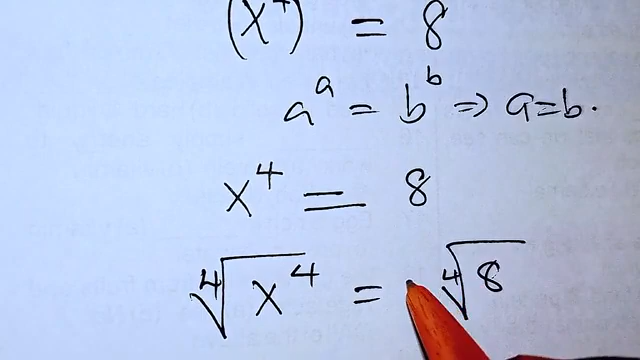 (x⁴) = 8
aᵃ = bᵇ ⇒ a = b.
x⁴ = 8
⁴√x⁴ = ⁴√8